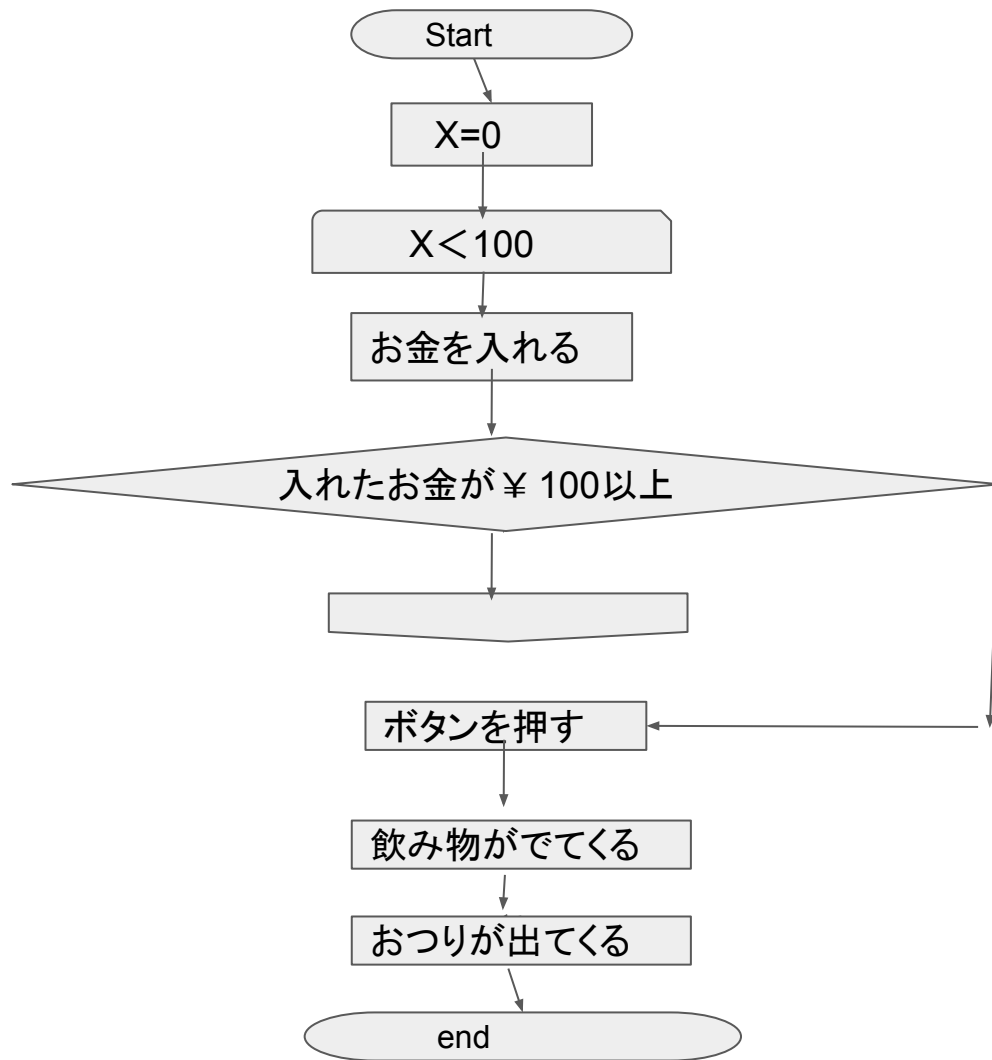 Start
X=0
X＜100
お金を入れる
入れたお金が￥ 100以上
ボタンを押す
飲み物がでてくる
おつりが出てくる
end